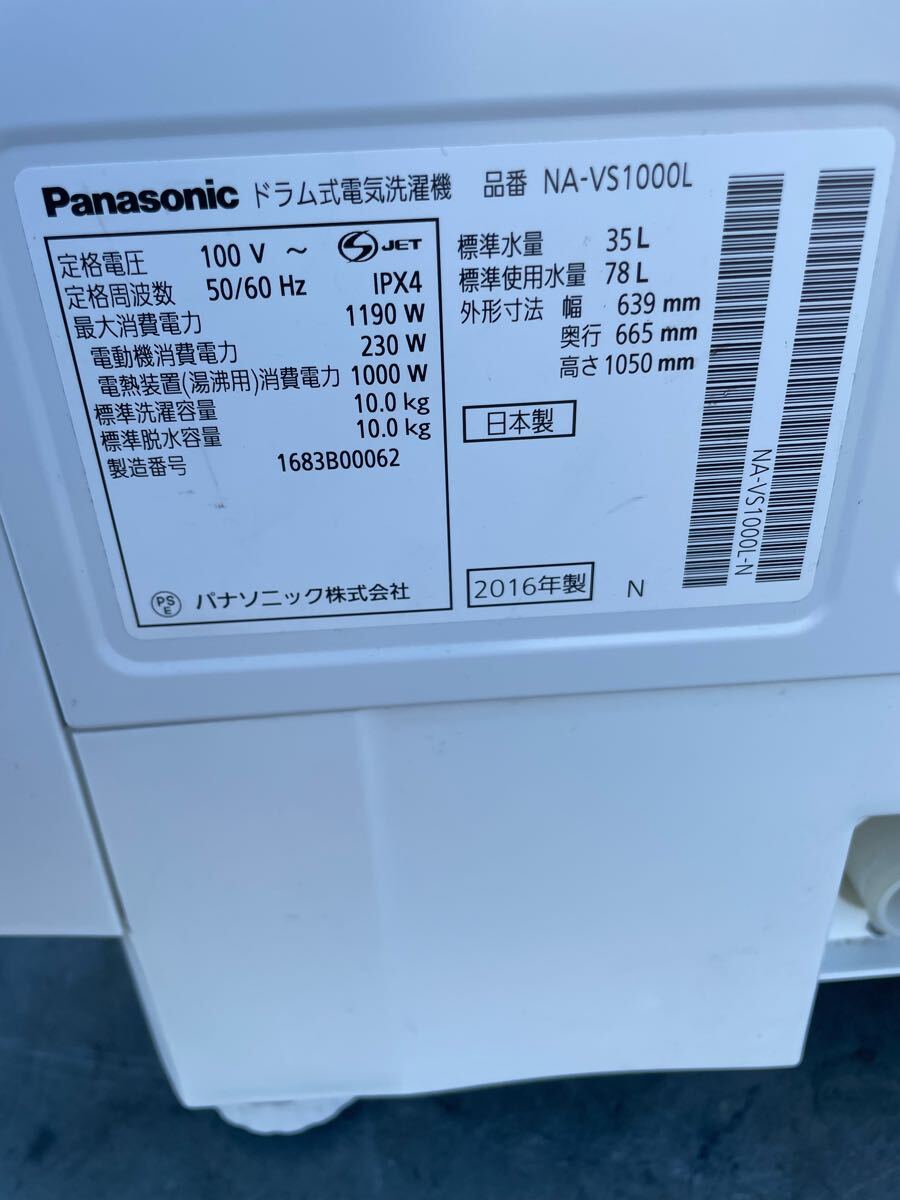 Panasonic ドラム式電気洗濯機 品番 NA-VS1000L
定格電圧 100 V ～ S JET
定格周波数 50/60 Hz IPX4
最大消費電力 1190 W
電動機消費電力 230 W
電熱装置(湯沸用)消費電力 1000 W
標準洗濯容量 10.0 kg
標準脱水容量 10.0 kg
製造番号 1683B00062
PS E パナソニック株式会社
標準水量 35 L
標準使用水量 78 L
外形寸法 幅 639 mm
奥行 665 mm
高さ 1050 mm
日本製
2016年製 N
NA-VS1000L-N